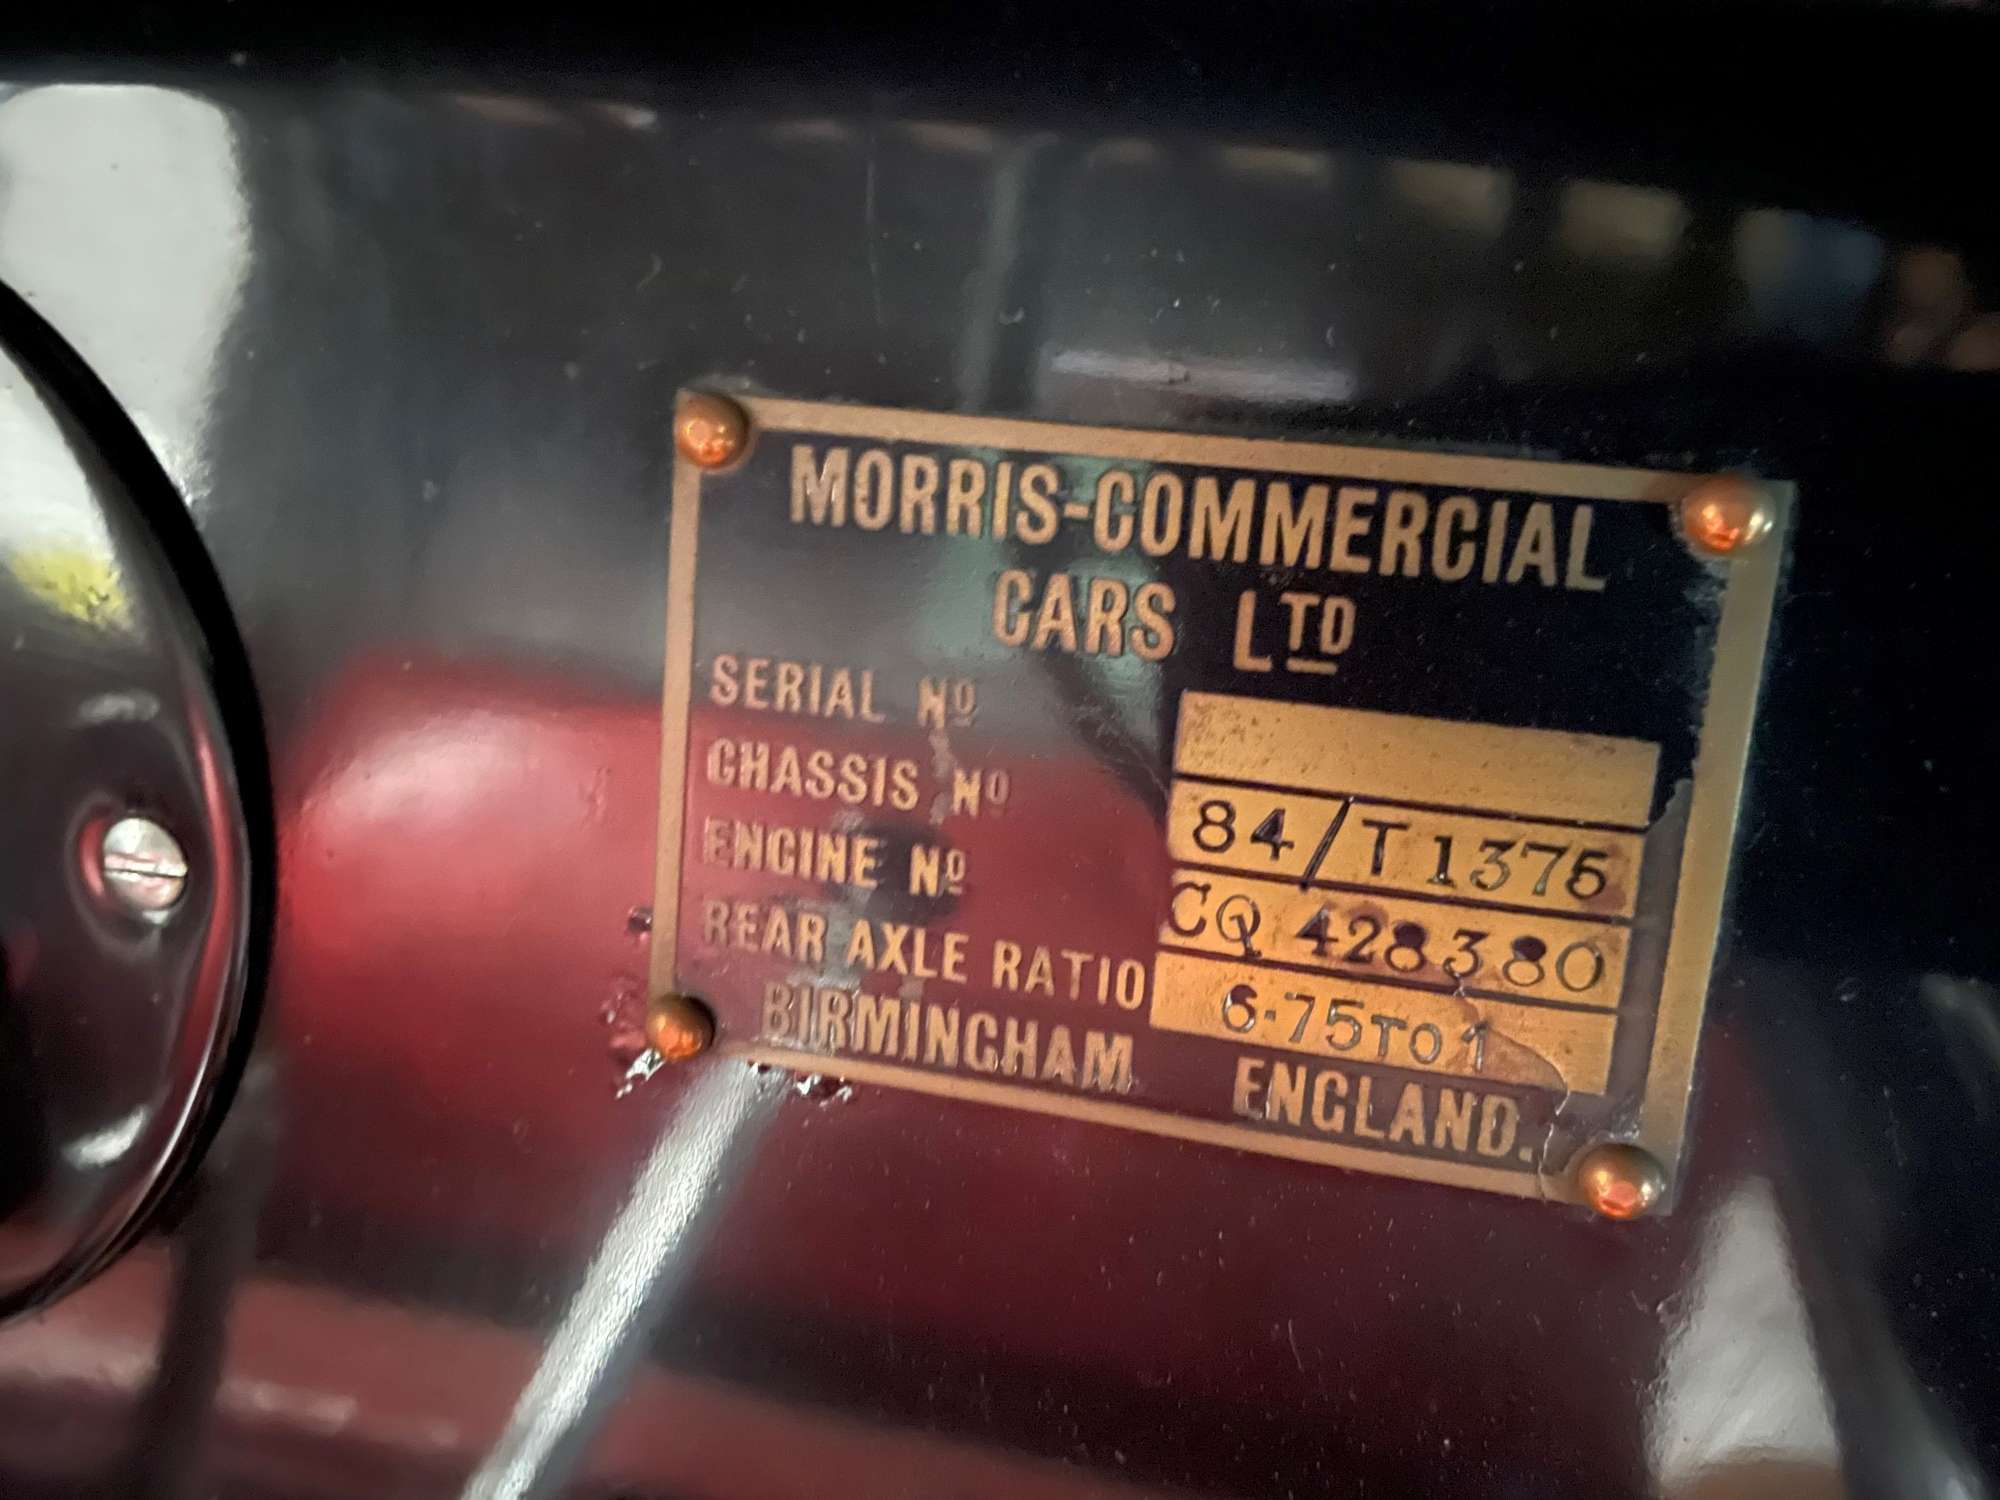 MORRIS-COMMERCIAL
CARS LTD
SERIAL NO
CHASSIS NO 84/T1375
ENGINE NO CQ 428380
REAR AXLE RATIO 6.75 TO 1
BIRMINGHAM ENGLAND.